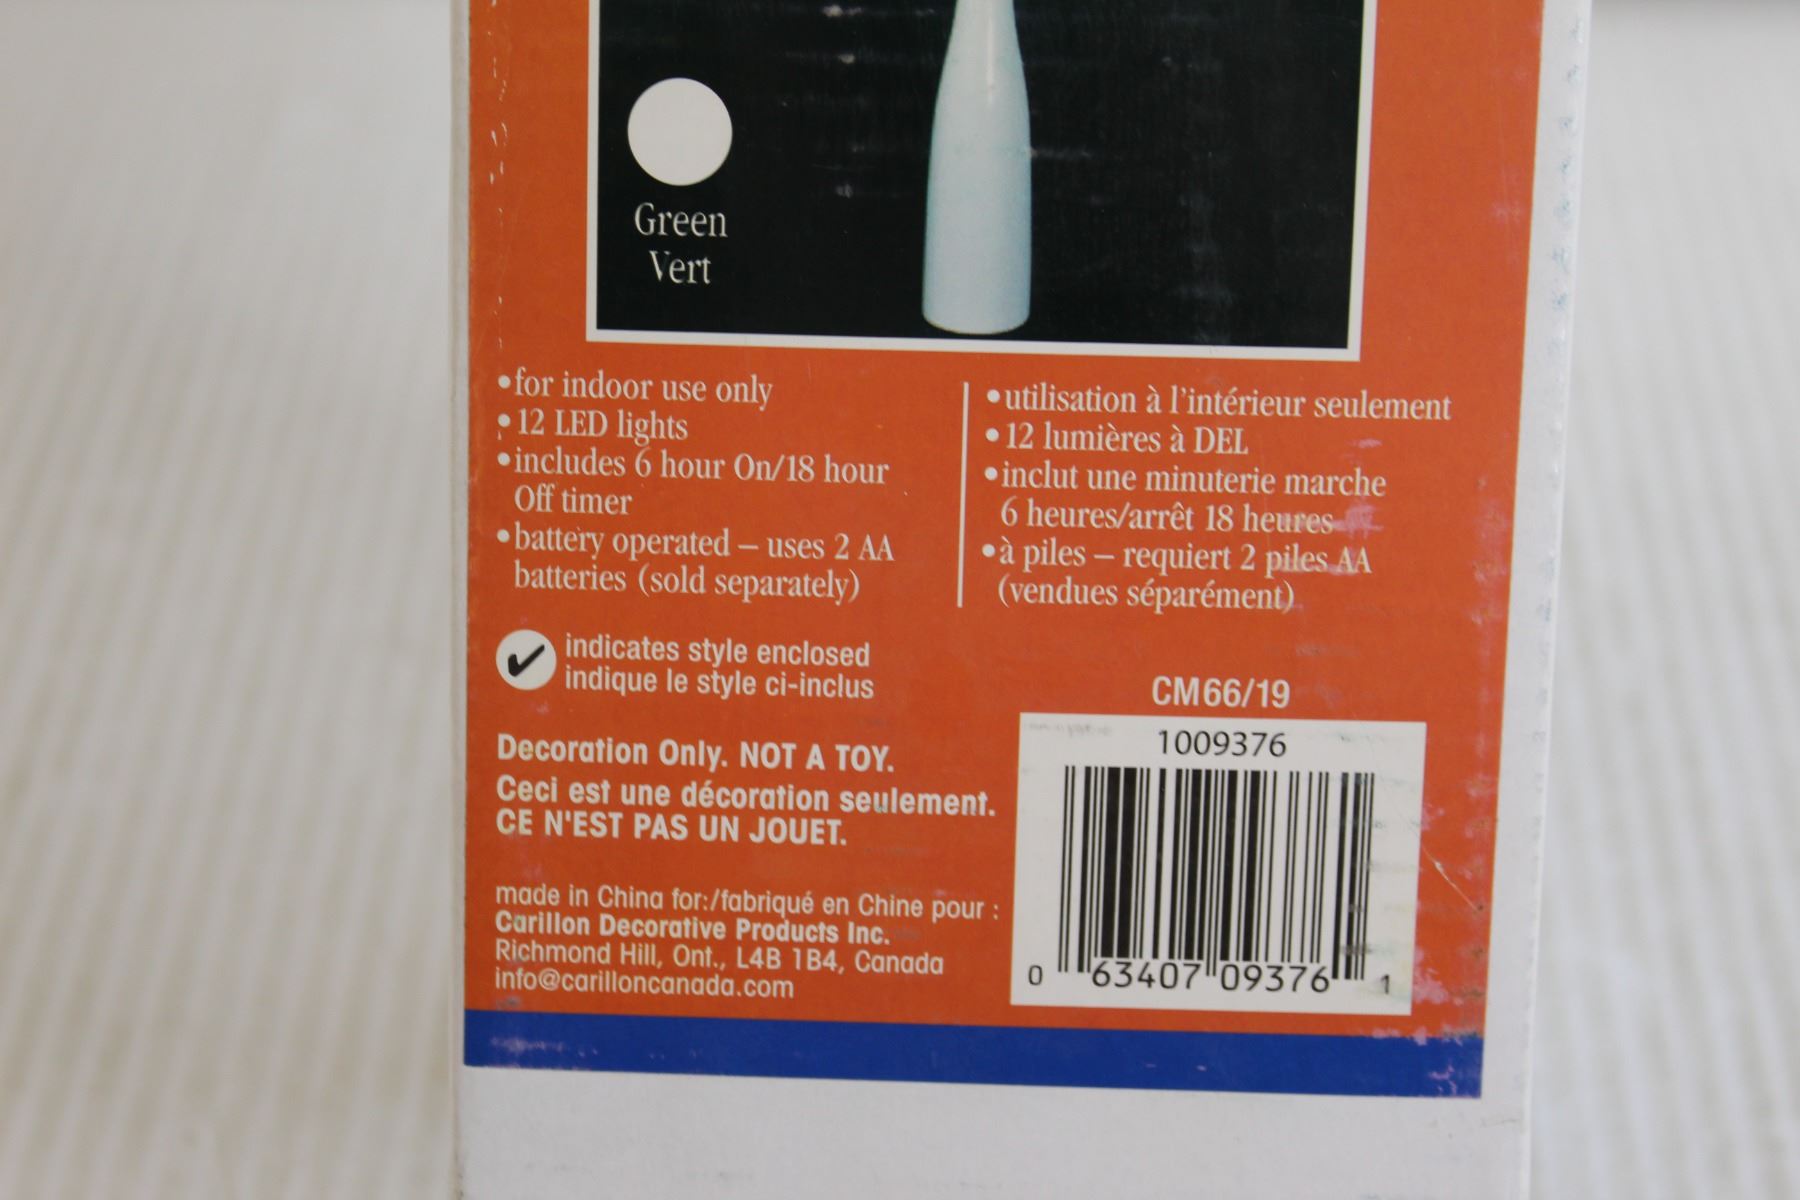 Green
Vert
•for indoor use only
•12 LED lights
•includes 6 hour On/18 hour
Off timer
•battery operated – uses 2 AA
batteries (sold separately)
•utilisation à l'intérieur seulement
•12 lumières à DEL
•inclut une minuterie marche
6 heures/arrêt 18 heures
•à piles – requiert 2 piles AA
(vendues séparément)
indicates style enclosed
indique le style ci-inclus
Decoration Only. NOT A TOY.
Ceci est une décoration seulement.
CE N'EST PAS UN JOUET.
made in China for:/fabriqué en Chine pour :
Carillon Decorative Products Inc.
Richmond Hill, Ont., L4B 1B4, Canada
info@carilloncanada.com
CM66/19
1009376
0 63407 09376 1